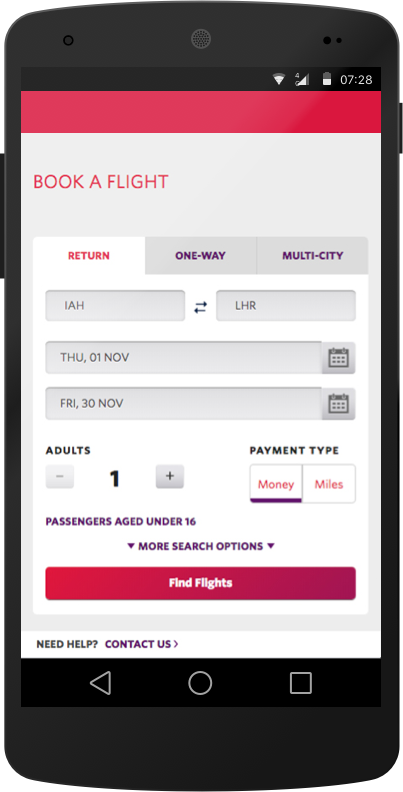 07:28
BOOK A FLIGHT
RETURN ONE-WAY MULTI-CITY
IAH LHR
THU, 01 NOV
FRI, 30 NOV
ADULTS PAYMENT TYPE
− 1 + Money Miles
PASSENGERS AGED UNDER 16
MORE SEARCH OPTIONS
Find Flights
NEED HELP? CONTACT US >